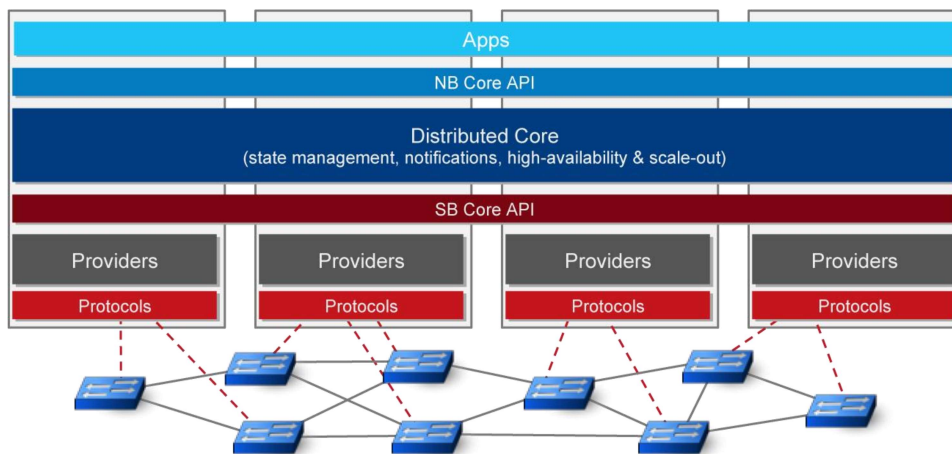 Apps
NB Core API
Distributed Core
(state management, notifications, high-availability & scale-out)
SB Core API
Providers
Providers
Providers
Providers
Protocols
Protocols
Protocols
Protocols